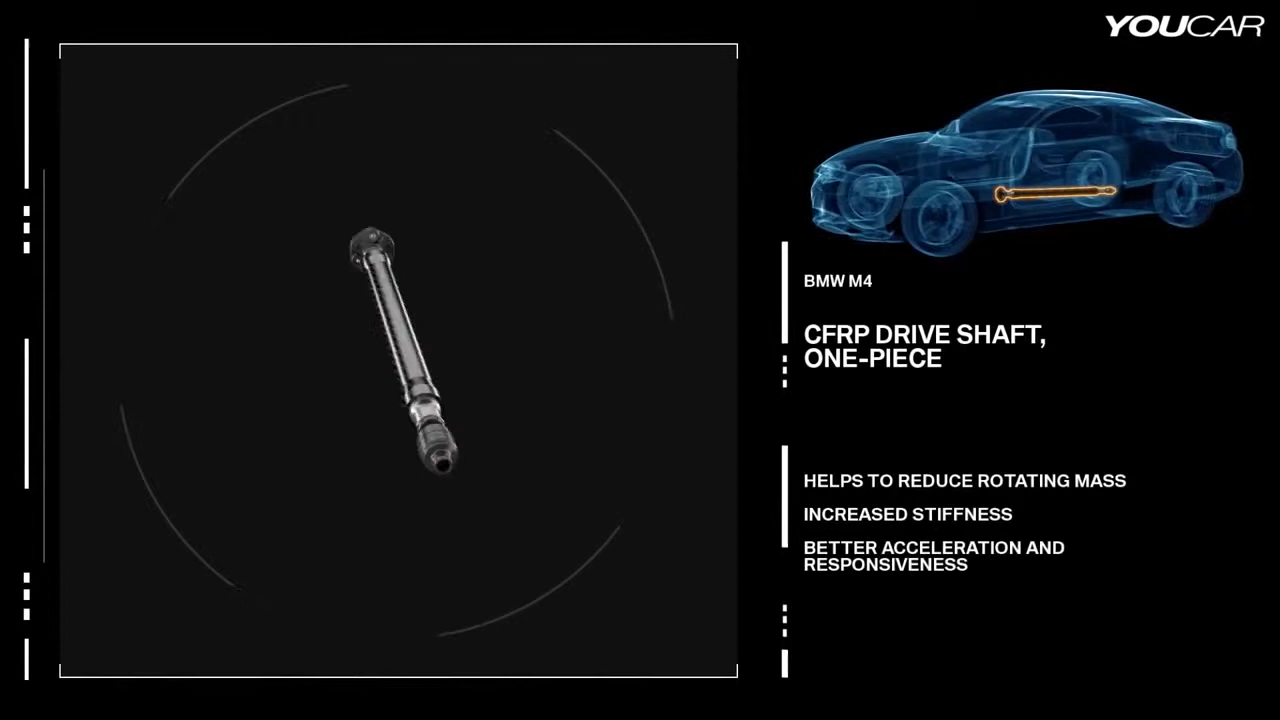 YOUCAR
BMW M4
CFRP DRIVE SHAFT,
ONE-PIECE
HELPS TO REDUCE ROTATING MASS
INCREASED STIFFNESS
BETTER ACCELERATION AND
RESPONSIVENESS